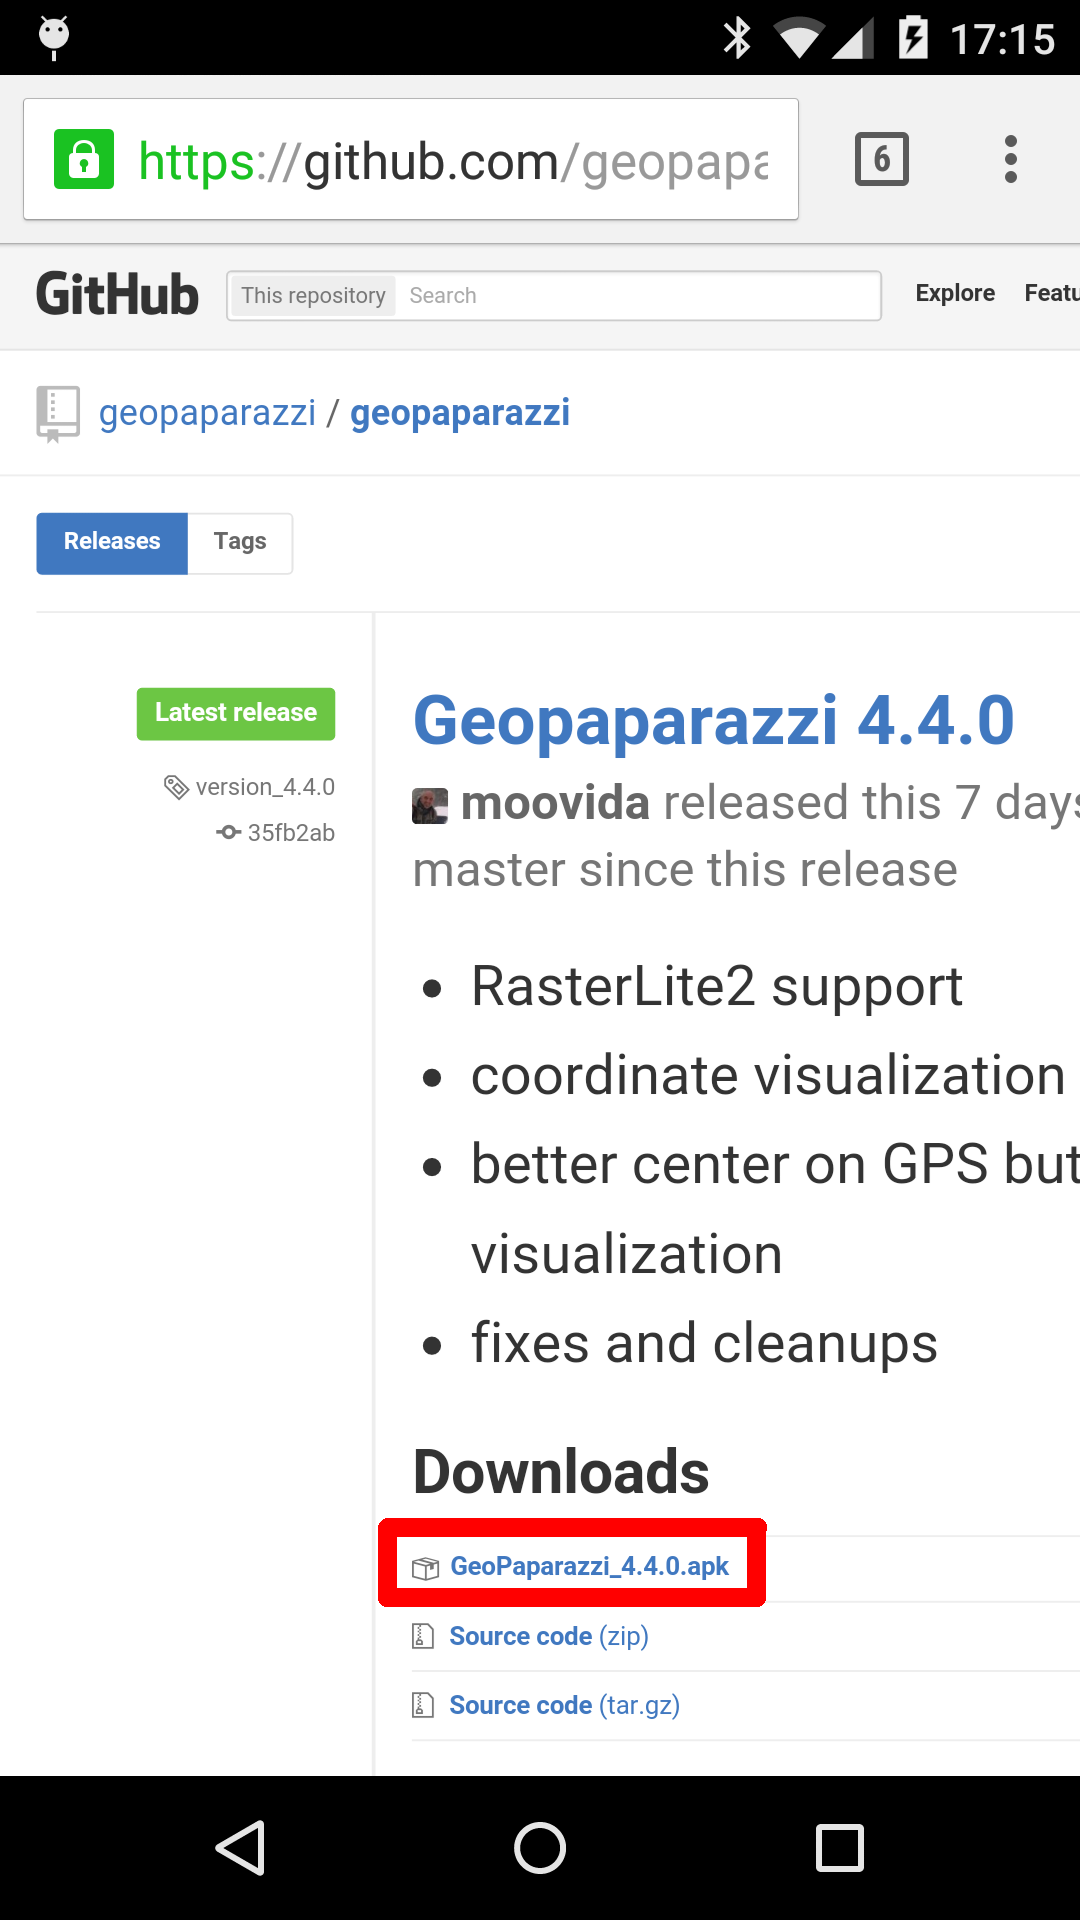 17:15
https://github.com/geopapa
6
GitHub This repository Search Explore Featu
geopaparazzi / geopaparazzi
Releases Tags
Latest release
version_4.4.0
35fb2ab
Geopaparazzi 4.4.0
moovida released this 7 days
master since this release
• RasterLite2 support
• coordinate visualization
• better center on GPS but
visualization
• fixes and cleanups
Downloads
GeoPaparazzi_4.4.0.apk
Source code (zip)
Source code (tar.gz)